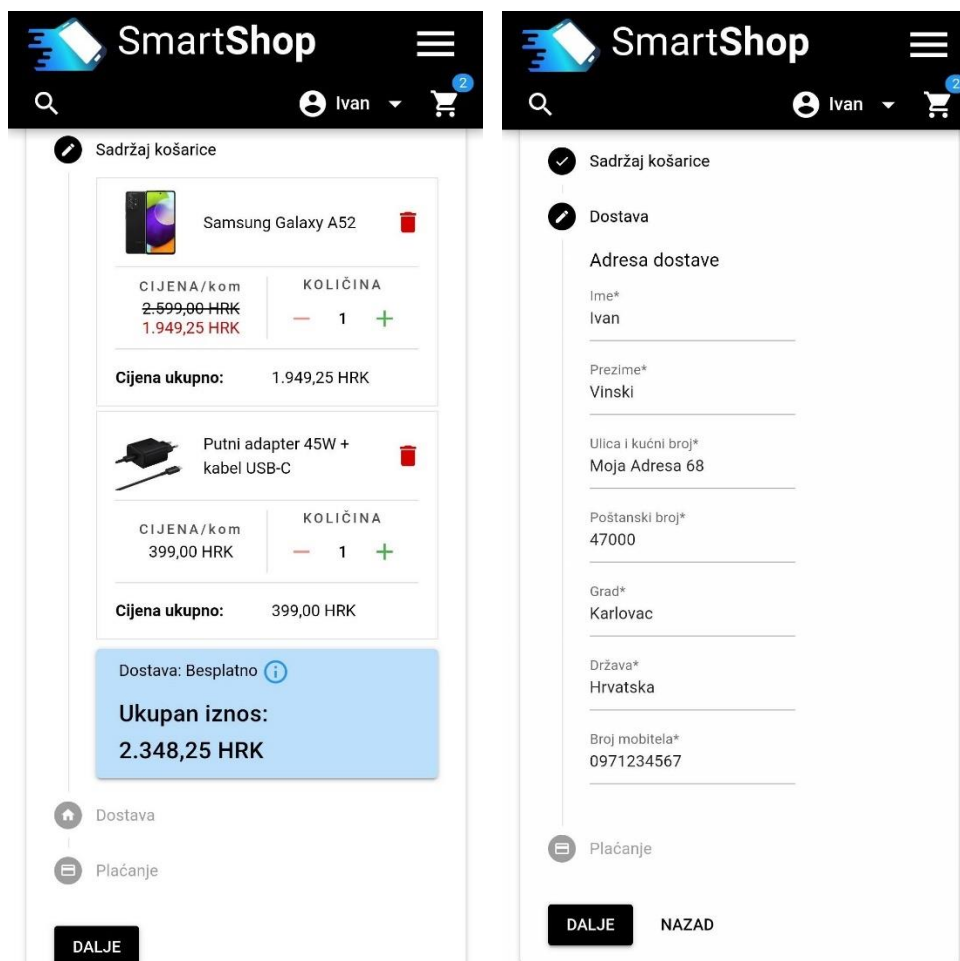 SmartShop
2
Ivan
Sadržaj košarice
Samsung Galaxy A52
CIJENA/kom
KOLIČINA
2.599,00 HRK
1.949,25 HRK
1
Cijena ukupno: 1.949,25 HRK
Putni adapter 45W +
kabel USB-C
CIJENA/kom
KOLIČINA
399,00 HRK
1
Cijena ukupno: 399,00 HRK
Dostava: Besplatno
Ukupan iznos:
2.348,25 HRK
Dostava
Plaćanje
DALJE
SmartShop
2
Ivan
Sadržaj košarice
Dostava
Adresa dostave
Ime*
Ivan
Prezime*
Vinski
Ulica i kućni broj*
Moja Adresa 68
Poštanski broj*
47000
Grad*
Karlovac
Država*
Hrvatska
Broj mobitela*
0971234567
Plaćanje
DALJE NAZAD